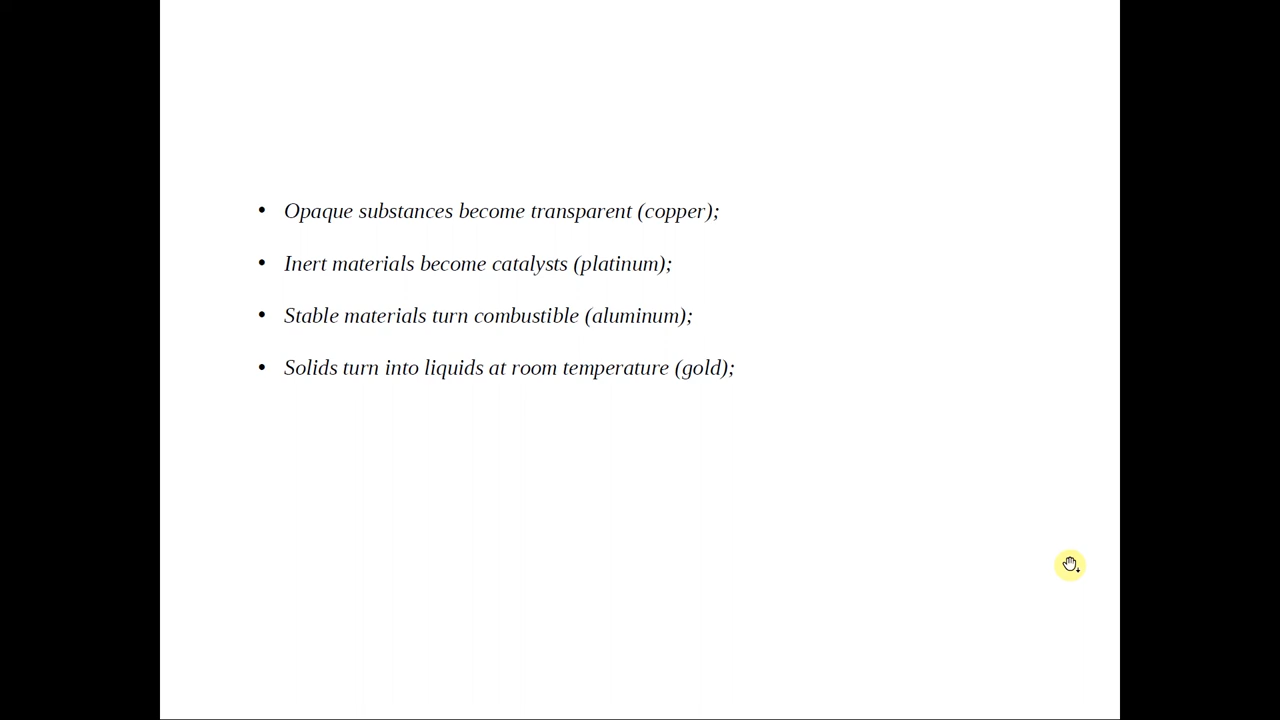 • Opaque substances become transparent (copper);
• Inert materials become catalysts (platinum);
• Stable materials turn combustible (aluminum);
• Solids turn into liquids at room temperature (gold);